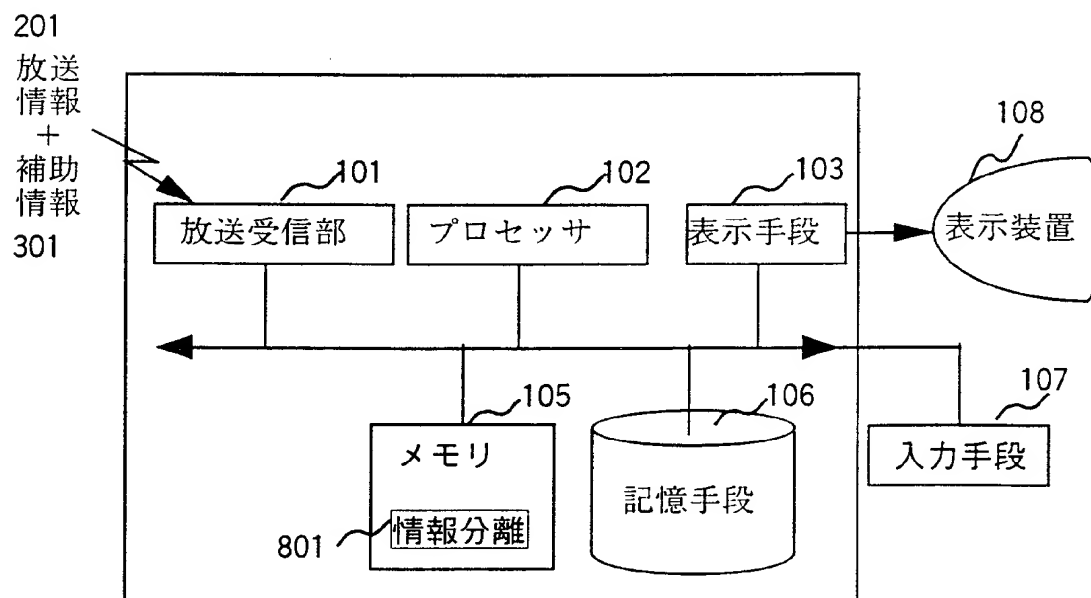 201
放送
情報
＋
補助
情報
301
101
放送受信部
102
プロセッサ
103
表示手段
108
表示装置
105
メモリ
情報分離
801
106
記憶手段
107
入力手段